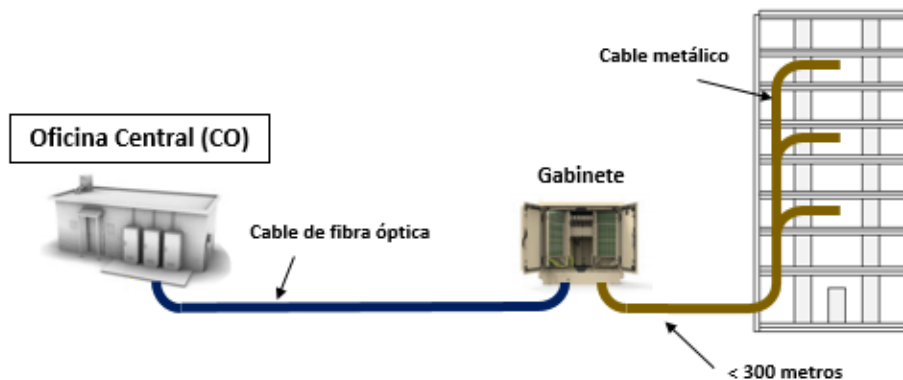 Cable metálico
Oficina Central (CO)
Gabinete
Cable de fibra óptica
< 300 metros